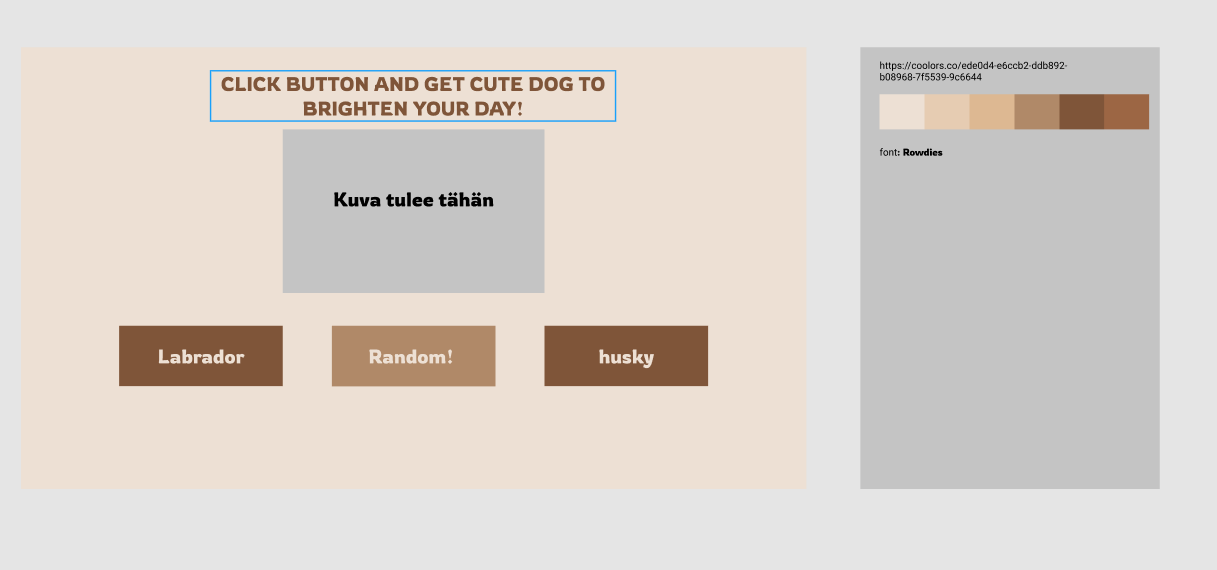 CLICK BUTTON AND GET CUTE DOG TO
BRIGHTEN YOUR DAY!
Kuva tulee tähän
Labrador
Random!
husky
https://coolors.co/ede0d4-e6ccb2-ddb892-
b08968-7f5539-9c6644
font: Rowdies